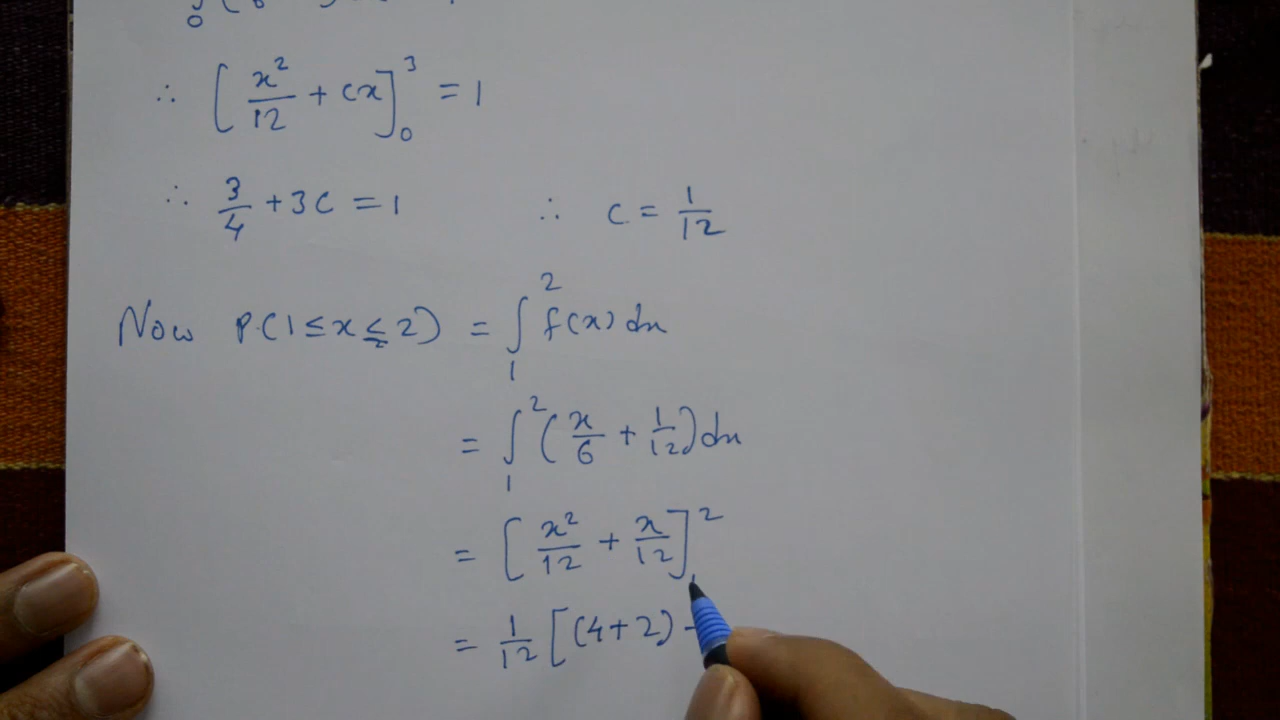 ∴ [x²/12 + cx]₀³ = 1
∴ 3/4 + 3c = 1 ∴ c = 1/12
Now P(1 ≤ x ≤ 2) = ∫₁² f(x) dx
= ∫₁² (x/6 + 1/12) dx
= [x²/12 + x/12]²
= 1/12 [(4+2) -